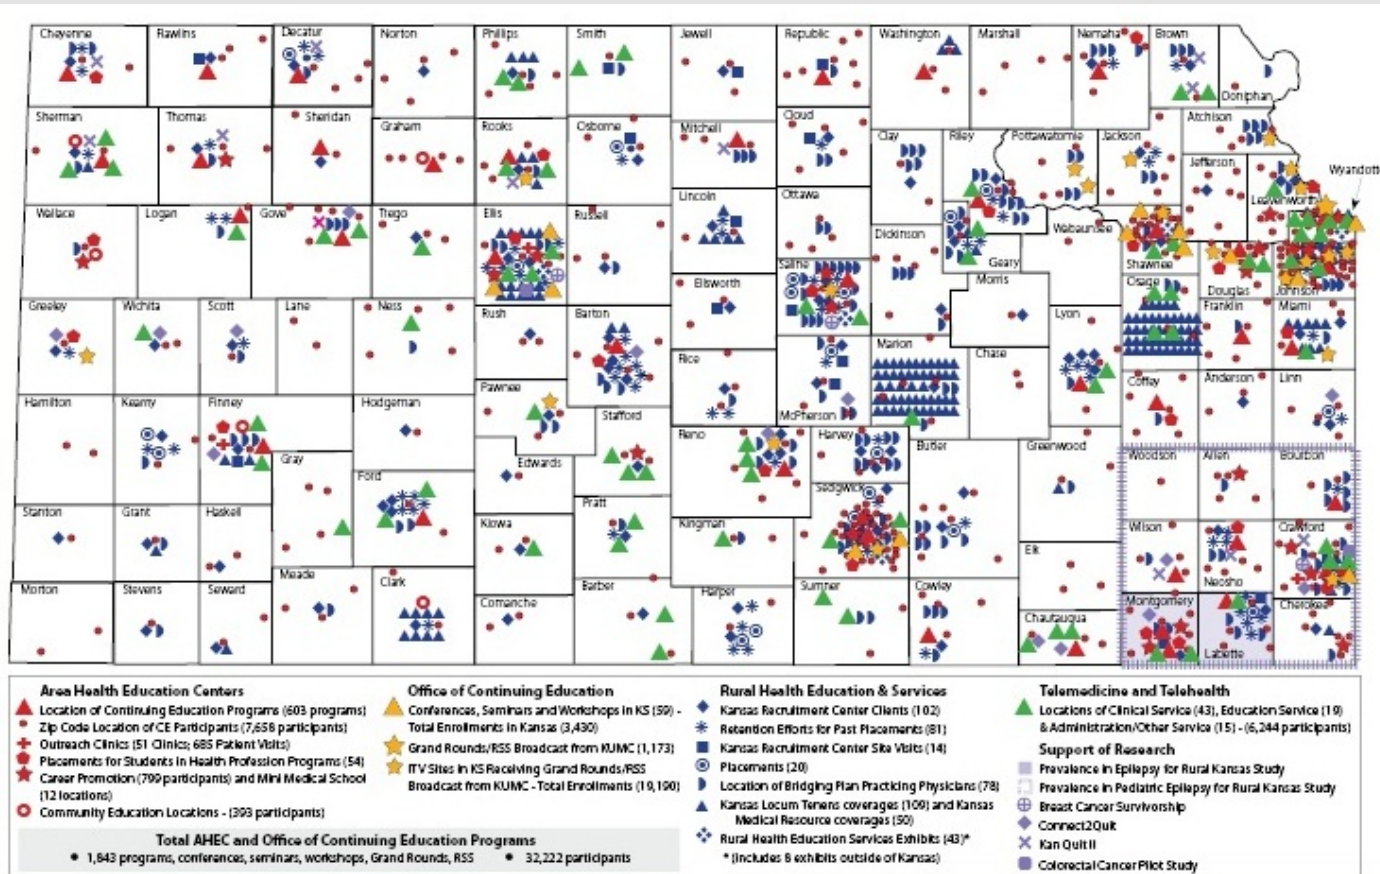 Cheyenne Rawlins Decatur Norton Phillips Smith Jewell Republic Washington Marshall Nemaha Brown
Doniphan
Sherman Thomas Sheridan Graham Rooks Osborne Mitchell Cloud Clay Riley Pottawatomie Jackson Atchison
Jefferson
Wyandott
Leavenworth
Wallace Logan Gove Trego Ellis Russell Lincoln Ottawa Dickinson Geary Wabaunsee Shawnee Douglas Johnson
Saline
Morris
Osage
Greeley Wichita Scott Lane Ness Rush Barton Ellsworth Rice McPherson Marion Chase Lyon Franklin Miami
Coffey Anderson Linn
Pawnee
Stafford
Hamilton Kearny Finney Hodgeman Edwards Reno Harvey Butler Greenwood Woodson Allen Bourbon
Gray
Ford
Sedgwick
Stanton Grant Haskell Kiowa Pratt Kingman Elk Wilson Neosho Crawford
Morton Stevens Seward Meade Clark Comanche Barber Harper Sumner Cowley Chautauqua Montgomery Labette Cherokee
Area Health Education Centers
Location of Continuing Education Programs (603 programs)
Zip Code Location of CE Participants (7,658 participants)
Outreach Clinics (51 Clinics; 685 Patient Visits)
Placements for Students in Health Profession Programs (54)
Career Promotion (799 participants) and Mini Medical School
(12 locations)
Community Education Locations - (393 participants)
Total AHEC and Office of Continuing Education Programs
• 1,843 programs, conferences, seminars, workshops, Grand Rounds, RSS • 32,222 participants
Office of Continuing Education
Conferences, Seminars and Workshops in KS (59) -
Total Enrollments in Kansas (3,430)
Grand Rounds/RSS Broadcast from KUMC (1,173)
ITV Sites in KS Receiving Grand Rounds/RSS
Broadcast from KUMC - Total Enrollments (19,190)
Rural Health Education & Services
Kansas Recruitment Center Clients (102)
Retention Efforts for Past Placements (81)
Kansas Recruitment Center Site Visits (14)
Placements (20)
Location of Bridging Plan Practicing Physicians (78)
Kansas Locum Tenens coverages (109) and Kansas
Medical Resource coverages (50)
Rural Health Education Services Exhibits (43)*
*(includes 8 exhibits outside of Kansas)
Telemedicine and Telehealth
Locations of Clinical Service (43), Education Service (19)
& Administration/Other Service (15) - (6,244 participants)
Support of Research
Prevalence in Epilepsy for Rural Kansas Study
Prevalence in Pediatric Epilepsy for Rural Kansas Study
Breast Cancer Survivorship
Connect2Quit
Kan Quit II
Colorectal Cancer Pilot Study